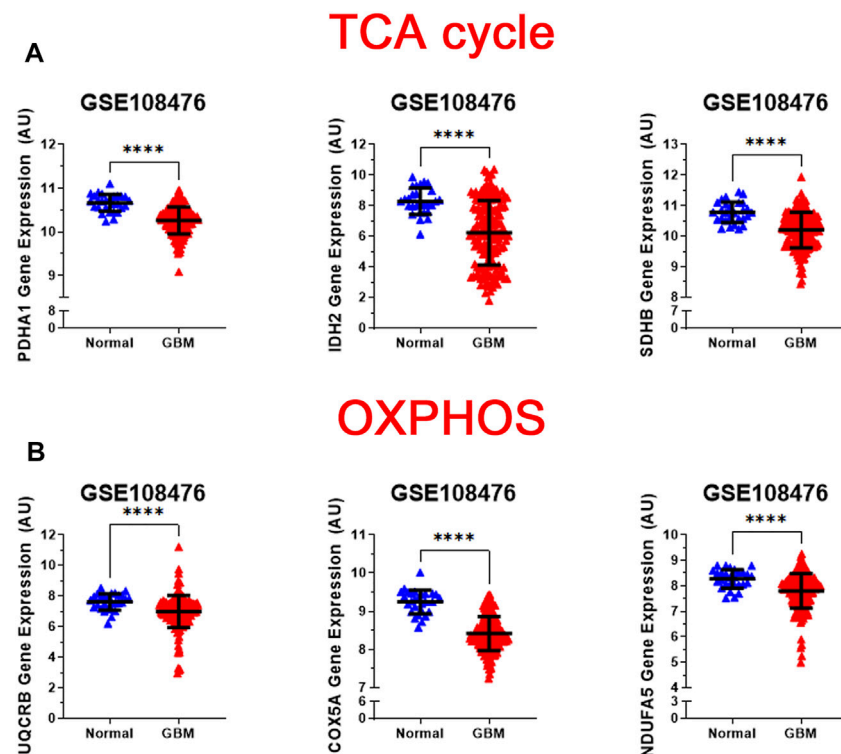 TCA cycle
A
GSE108476
PDHA1 Gene Expression (AU)
12
11
10
9
8
0
****
Normal
GBM
GSE108476
IDH2 Gene Expression (AU)
12
10
8
6
4
2
0
****
Normal
GBM
GSE108476
SDHB Gene Expression (AU)
13
12
11
10
9
8
7
0
****
Normal
GBM
OXPHOS
B
GSE108476
UQCRB Gene Expression (AU)
12
10
8
6
4
2
0
****
Normal
GBM
GSE108476
COX5A Gene Expression (AU)
11
10
9
8
7
6
0
****
Normal
GBM
GSE108476
NDUFA5 Gene Expression (AU)
10
9
8
7
6
5
4
3
0
****
Normal
GBM